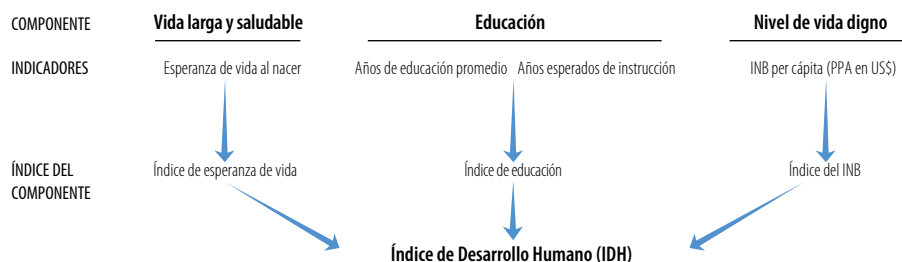 COMPONENTE Vida larga y saludable Educación Nivel de vida digno
INDICADORES Esperanza de vida al nacer Años de educación promedio Años esperados de instrucción INB per cápita (PPA en US$)
ÍNDICE DEL Índice de esperanza de vida Índice de educación Índice del INB
COMPONENTE
Índice de Desarrollo Humano (IDH)